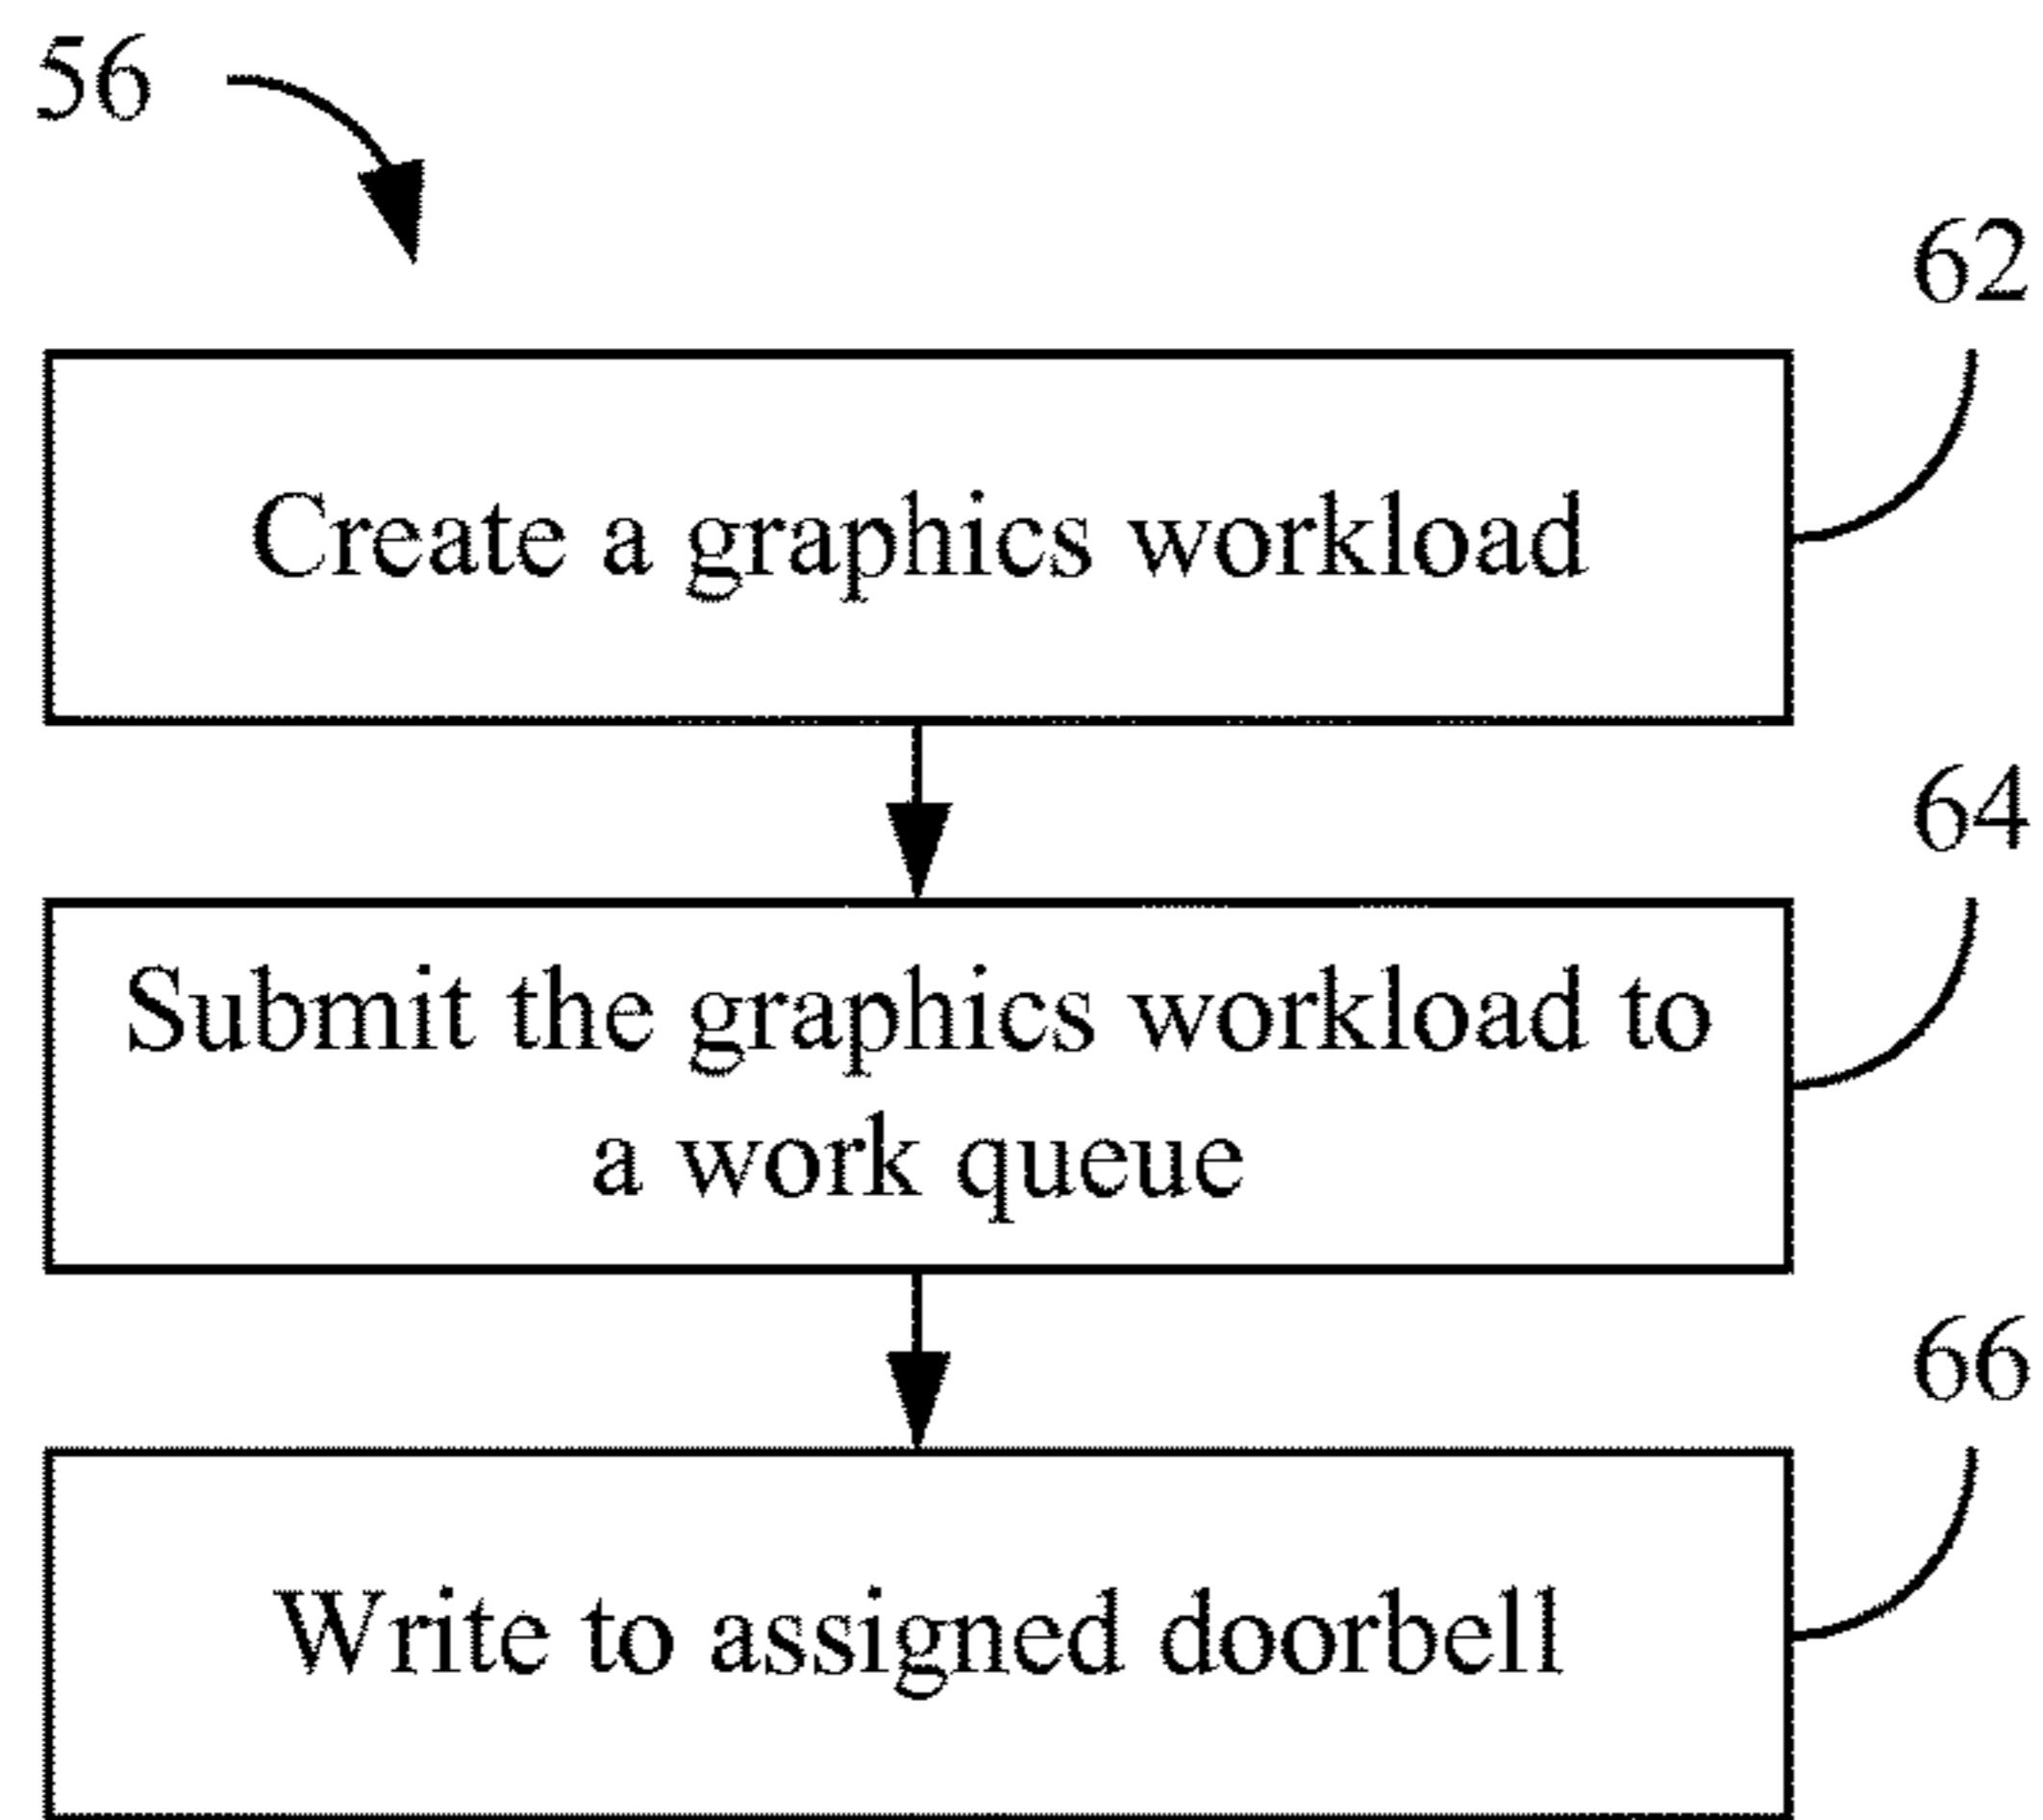 56
62
Create a graphics workload
64
Submit the graphics workload to
a work queue
66
Write to assigned doorbell